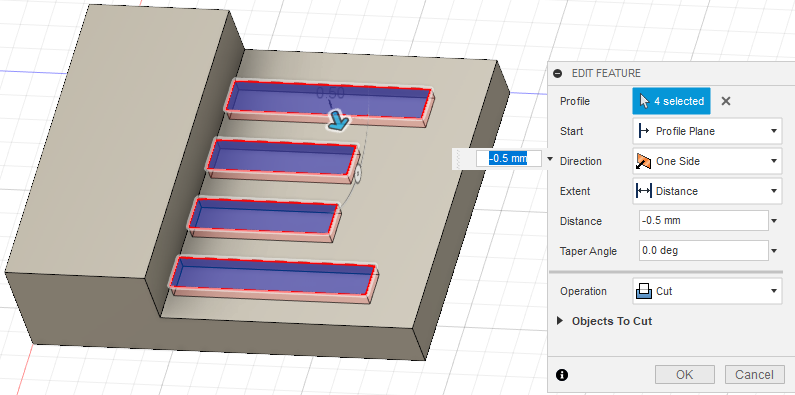 0.50
-0.5 mm
EDIT FEATURE
Profile 4 selected
Start Profile Plane
Direction One Side
Extent Distance
Distance -0.5 mm
Taper Angle 0.0 deg
Operation Cut
Objects To Cut
OK Cancel